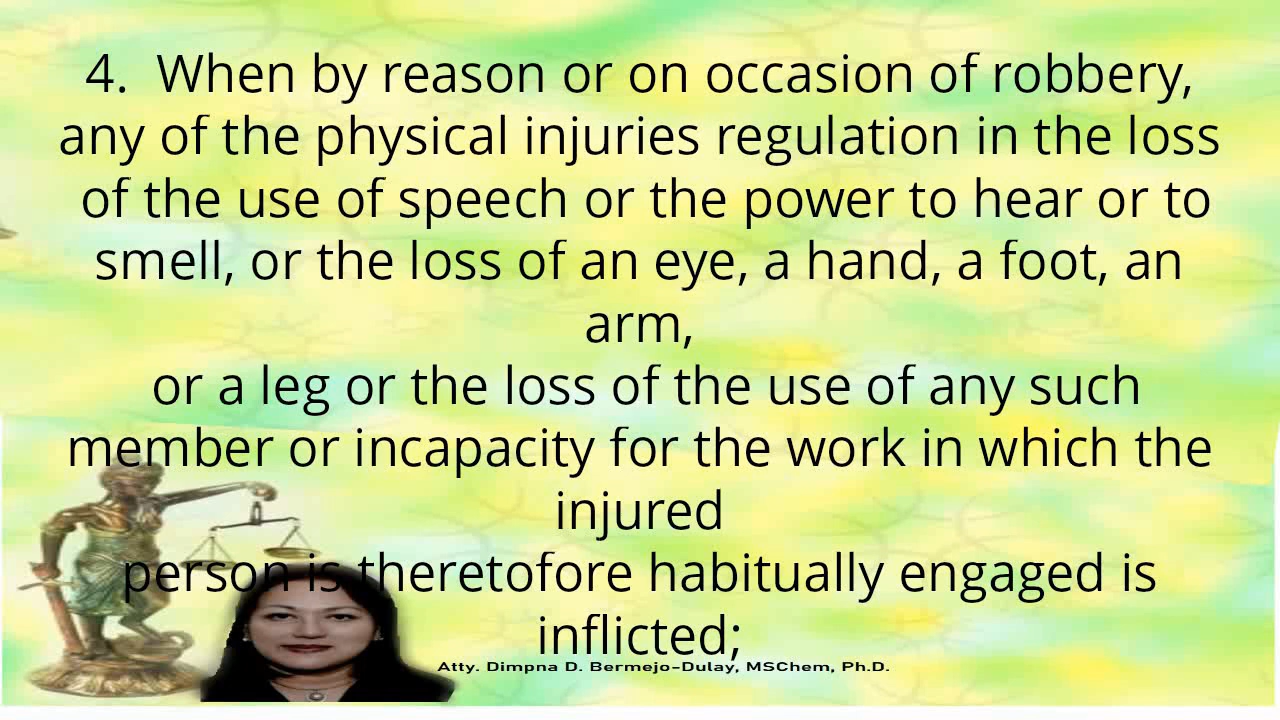 4. When by reason or on occasion of robbery,
any of the physical injuries regulation in the loss
of the use of speech or the power to hear or to
smell, or the loss of an eye, a hand, a foot, an
arm,
or a leg or the loss of the use of any such
member or incapacity for the work in which the
injured
person is theretofore habitually engaged is
inflicted;
Atty. Dimpna D. Bermejo-Dulay, MSChem, Ph.D.